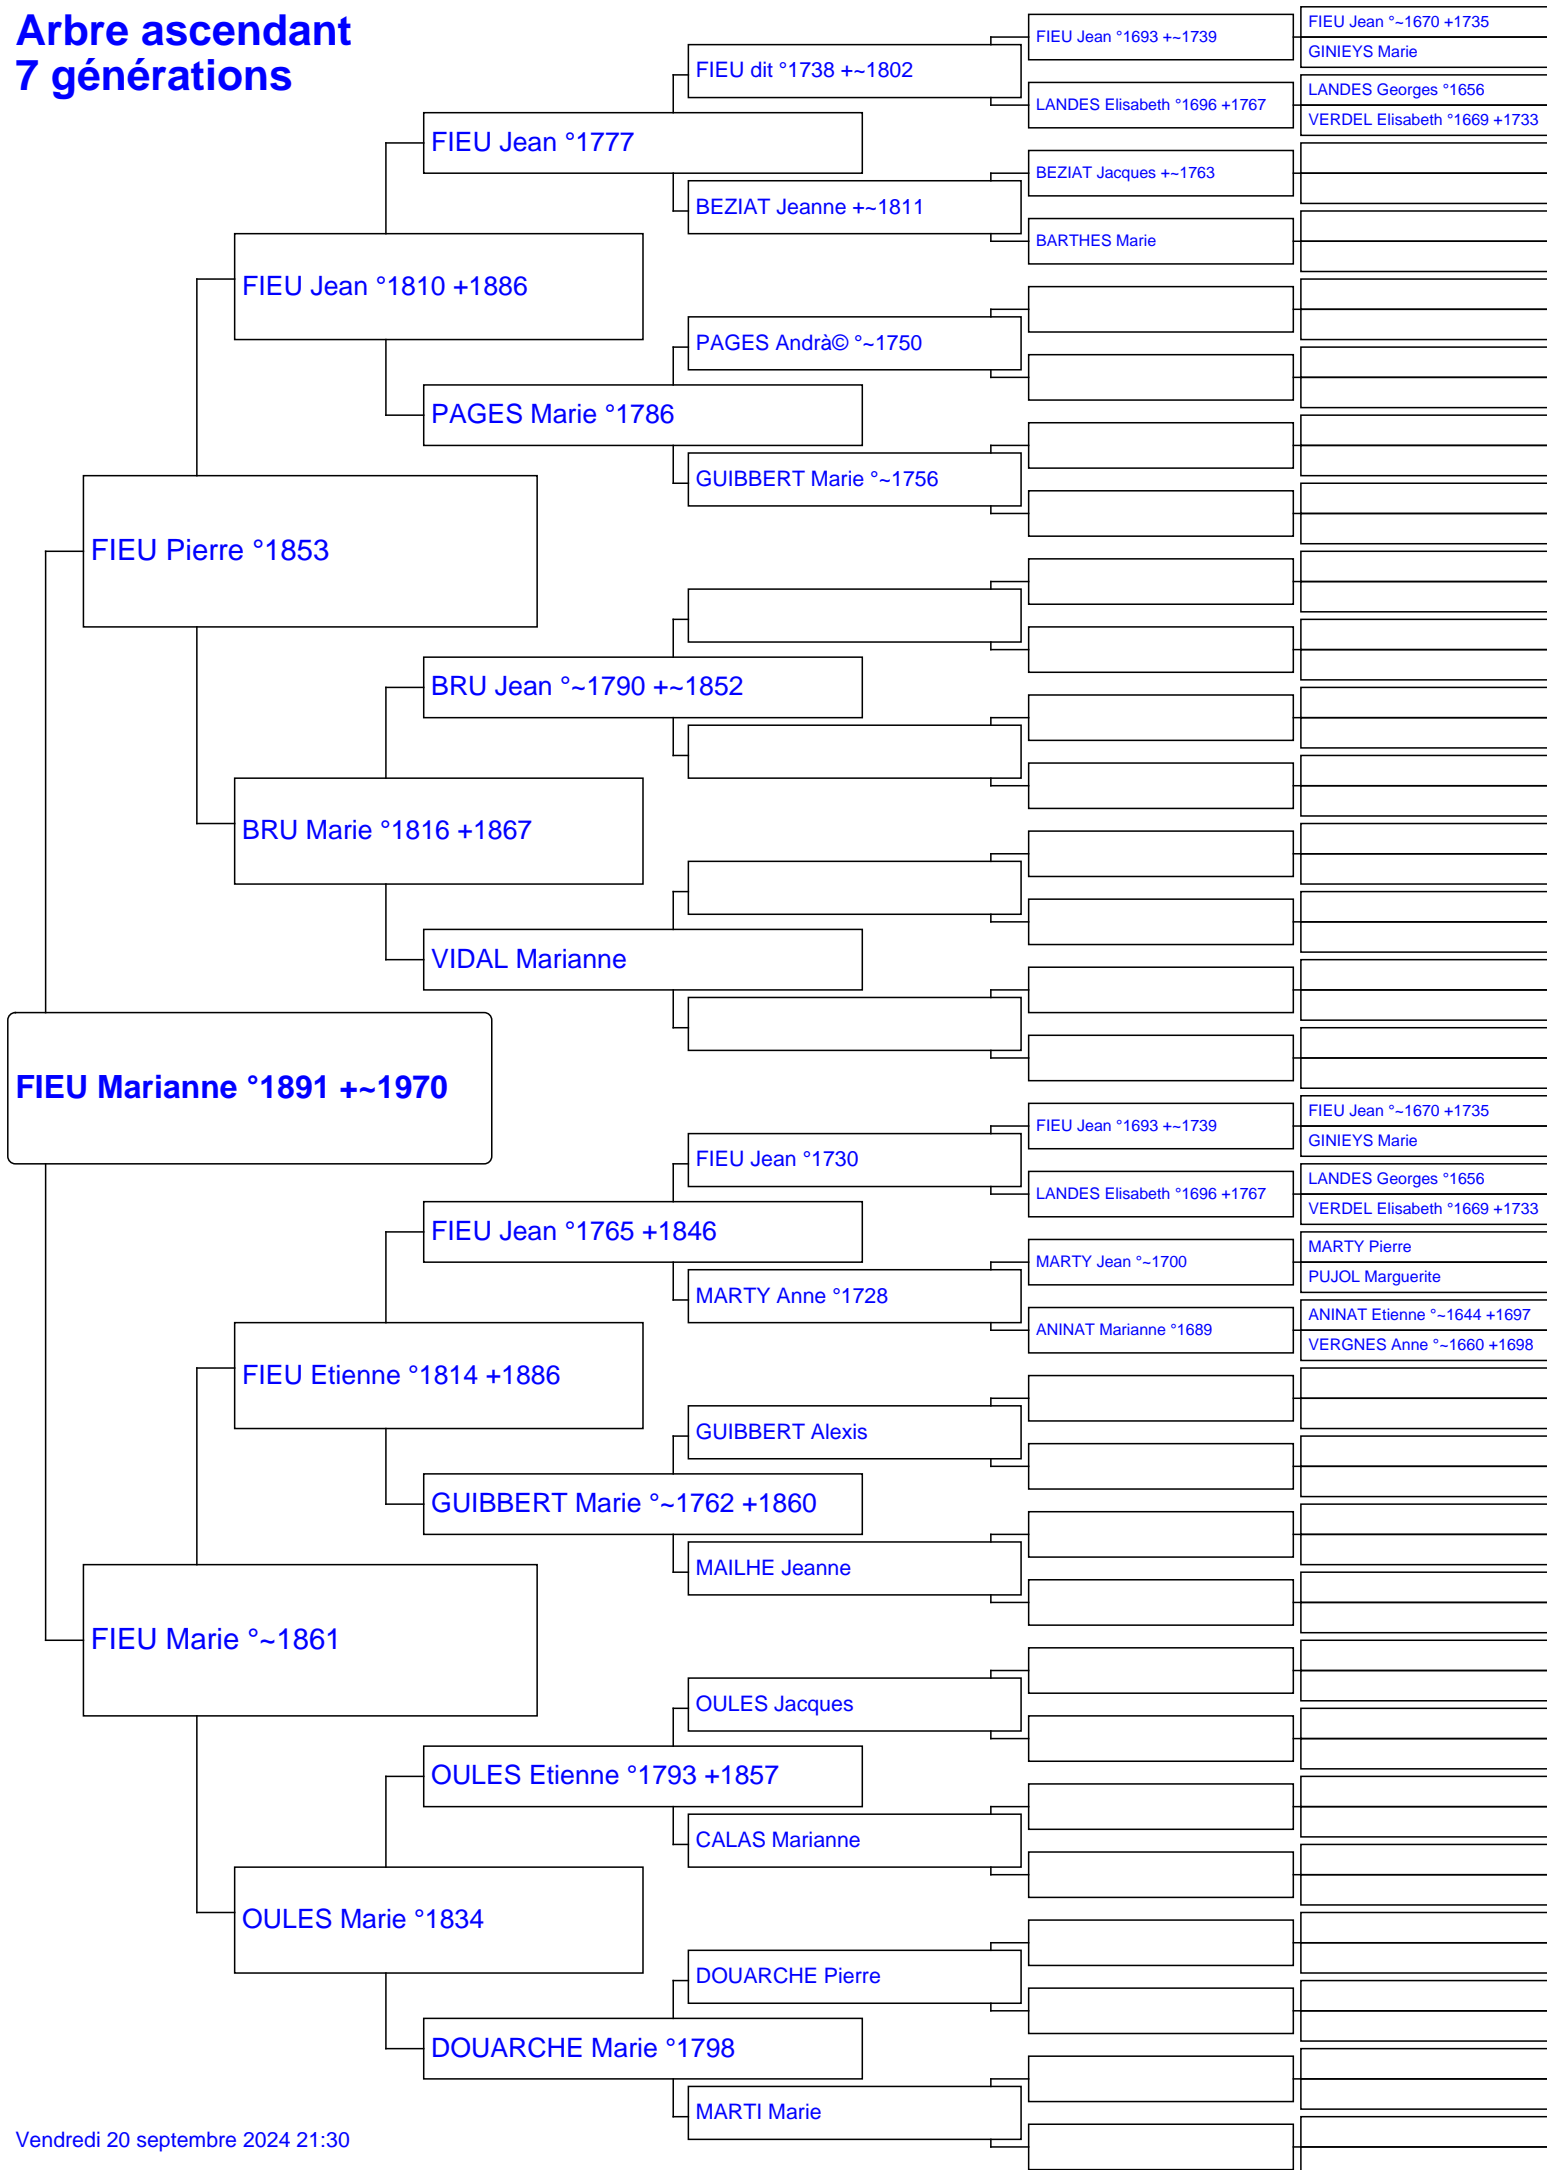 Arbre ascendant
7 générations
FIEU Marianne °1891 +~1970
FIEU Pierre °1853
FIEU Marie °~1861
FIEU Jean °1810 +1886
BRU Marie °1816 +1867
FIEU Etienne °1814 +1886
OULES Marie °1834
FIEU Jean °1777
PAGES Marie °1786
BRU Jean °~1790 +~1852
VIDAL Marianne
FIEU Jean °1765 +1846
GUIBBERT Marie °~1762 +1860
OULES Etienne °1793 +1857
DOUARCHE Marie °1798
FIEU dit °1738 +~1802
BEZIAT Jeanne +~1811
PAGES Andrà© °~1750
GUIBBERT Marie °~1756
FIEU Jean °1730
MARTY Anne °1728
GUIBBERT Alexis
MAILHE Jeanne
OULES Jacques
CALAS Marianne
DOUARCHE Pierre
MARTI Marie
FIEU Jean °1693 +~1739
LANDES Elisabeth °1696 +1767
BEZIAT Jacques +~1763
BARTHES Marie
FIEU Jean °1693 +~1739
LANDES Elisabeth °1696 +1767
MARTY Jean °~1700
ANINAT Marianne °1689
FIEU Jean °~1670 +1735
GINIEYS Marie
LANDES Georges °1656
VERDEL Elisabeth °1669 +1733
FIEU Jean °~1670 +1735
GINIEYS Marie
LANDES Georges °1656
VERDEL Elisabeth °1669 +1733
MARTY Pierre
PUJOL Marguerite
ANINAT Etienne °~1644 +1697
VERGNES Anne °~1660 +1698
Vendredi 20 septembre 2024 21:30